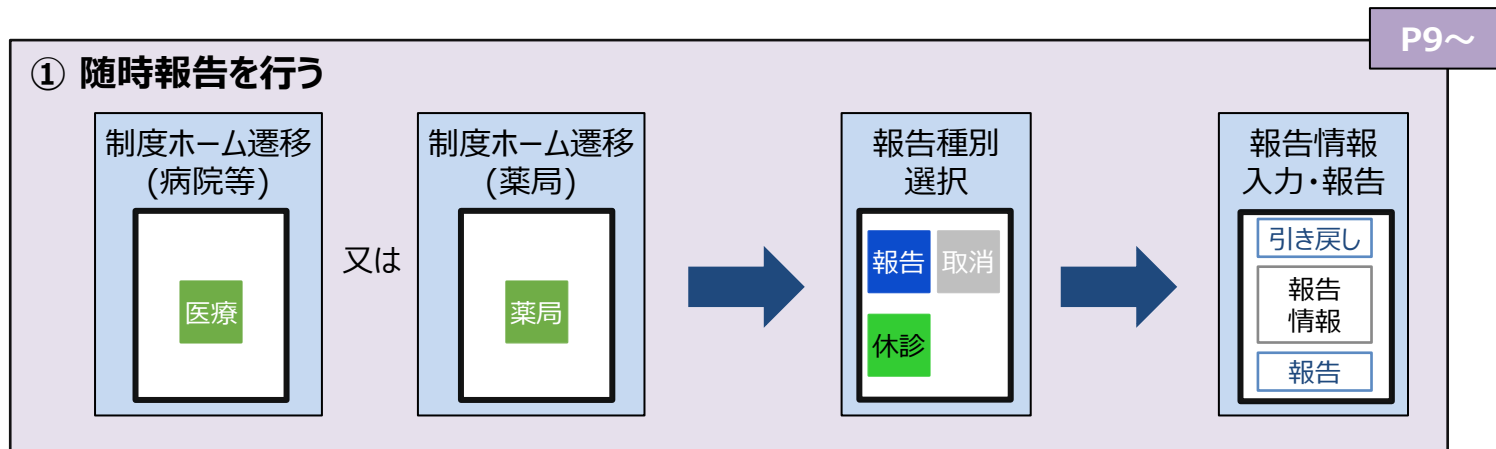 P9～
① 随時報告を行う
制度ホーム遷移
(病院等)
医療
又は
制度ホーム遷移
(薬局)
薬局
報告種別
選択
報告
取消
休診
報告情報
入力・報告
引き戻し
報告
情報
報告